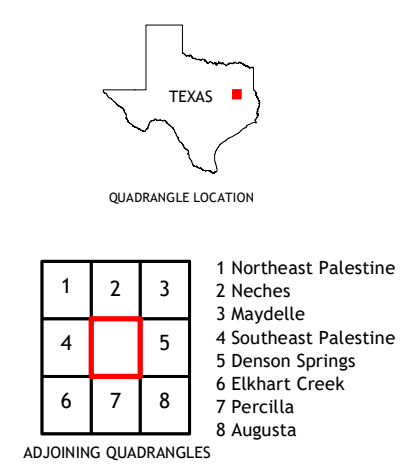 TEXAS
QUADRANGLE LOCATION
1 2 3
4 5
6 7 8
ADJOINING QUADRANGLES
1 Northeast Palestine
2 Neches
3 Maydelle
4 Southeast Palestine
5 Denson Springs
6 Elkhart Creek
7 Percilla
8 Augusta